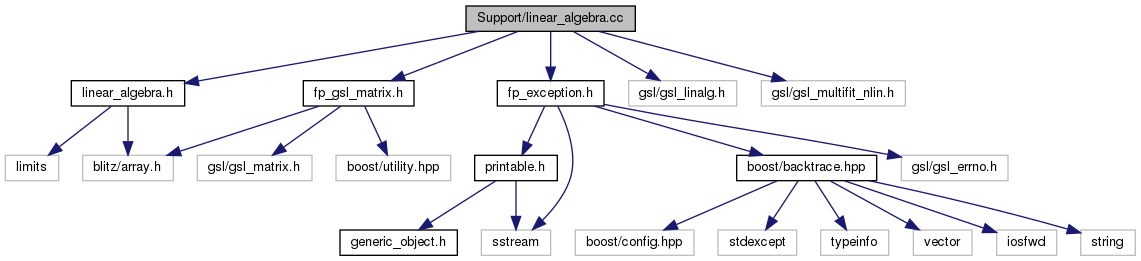 Support/linear_algebra.cc
linear_algebra.h
fp_gsl_matrix.h
fp_exception.h
gsl/gsl_linalg.h
gsl/gsl_multifit_nlin.h
limits
blitz/array.h
gsl/gsl_matrix.h
boost/utility.hpp
printable.h
boost/backtrace.hpp
gsl/gsl_errno.h
generic_object.h
sstream
boost/config.hpp
stdexcept
typeinfo
vector
iosfwd
string